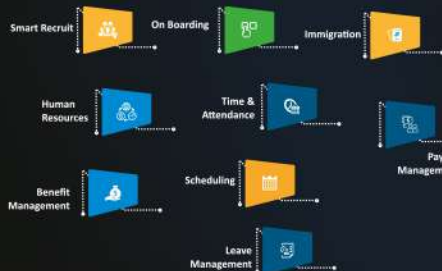 Smart Recruit
On Boarding
Immigration
Human
Resources
Time &
Attendance
Benefit
Management
Scheduling
Leave
Management